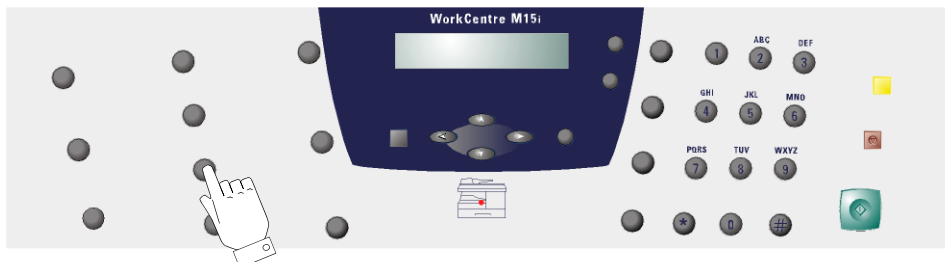 WorkCentre M15i
ABC DEF
1 2 3
GHI JKL MNO
4 5 6
PQRS TUV WXYZ
7 8 9
* 0 #